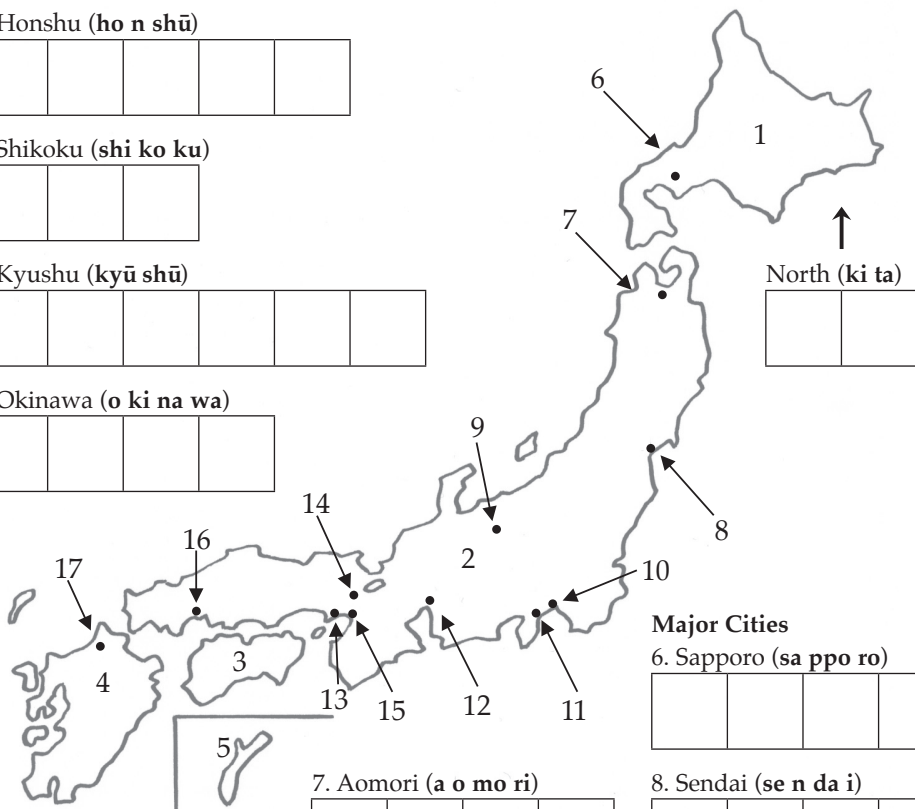 Honshu (ho n shū)
Shikoku (shi ko ku)
Kyushu (kyū shū)
Okinawa (o ki na wa)
6
1
7
North (ki ta)
9
8
14
16
2
10
17
3
4
13
15
12
11
5
Major Cities
6. Sapporo (sa ppo ro)
7. Aomori (a o mo ri)
8. Sendai (se n da i)